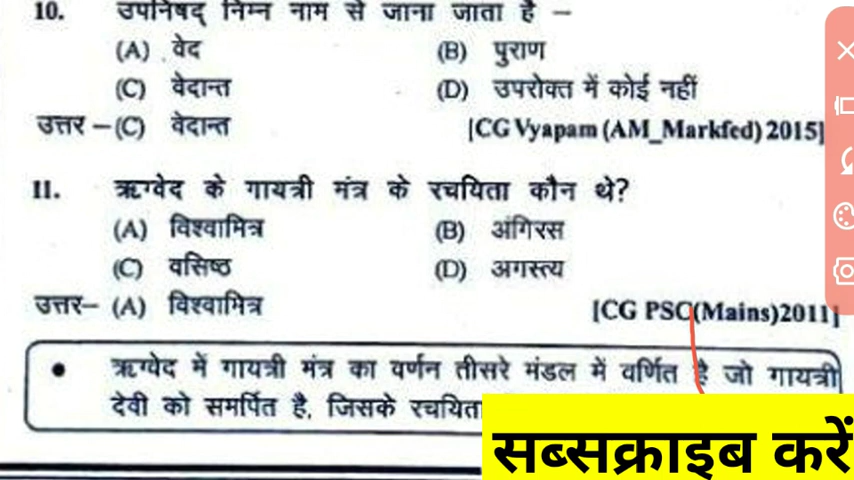 10. उपनिषद् निम्न नाम से जाना जाता है –
(A) वेद (B) पुराण
(C) वेदान्त (D) उपरोक्त में कोई नहीं
उत्तर –(C) वेदान्त [CG Vyapam (AM_Markfed) 2015]
11. ऋग्वेद के गायत्री मंत्र के रचयिता कौन थे?
(A) विश्वामित्र (B) अंगिरस
(C) वसिष्ठ (D) अगस्त्य
उत्तर– (A) विश्वामित्र [CG PSC(Mains)2011]
• ऋग्वेद में गायत्री मंत्र का वर्णन तीसरे मंडल में वर्णित है जो गायत्री
देवी को समर्पित है, जिसके रचयिता
सब्सक्राइब करें